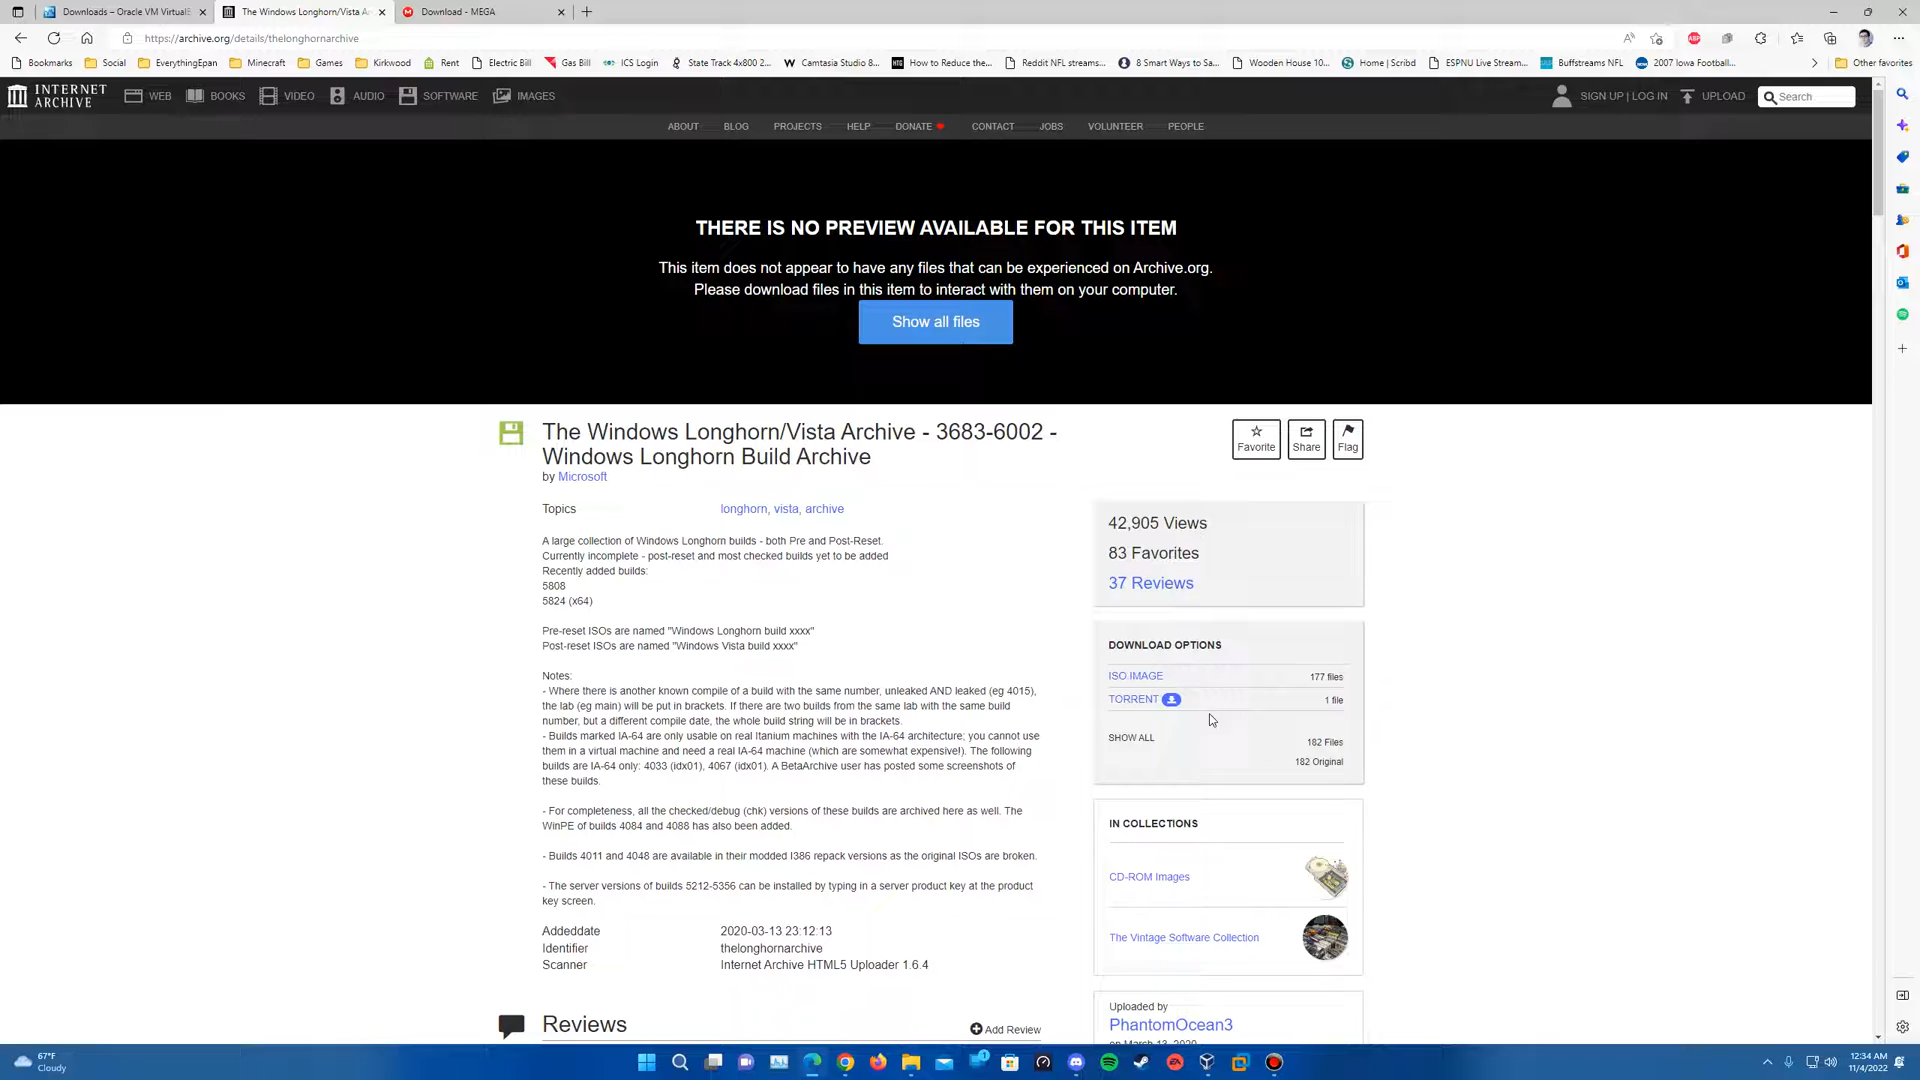 Downloads – Oracle VM VirtualB
The Windows Longhorn/Vista Ar
Download - MEGA
https://archive.org/details/thelonghornarchive
Bookmarks
Social
EverythingEpan
Minecraft
Games
Kirkwood
Rent
Electric Bill
Gas Bill
ICS Login
State Track 4x800 2...
Camtasia Studio 8...
How to Reduce the...
Reddit NFL streams...
8 Smart Ways to Sa...
Wooden House 10...
Home | Scribd
ESPNU Live Stream...
Buffstreams NFL
2007 Iowa Football...
Other favorites
INTERNET
ARCHIVE
WEB
BOOKS
VIDEO
AUDIO
SOFTWARE
IMAGES
SIGN UP | LOG IN
UPLOAD
Search
ABOUT
BLOG
PROJECTS
HELP
DONATE
CONTACT
JOBS
VOLUNTEER
PEOPLE
THERE IS NO PREVIEW AVAILABLE FOR THIS ITEM
This item does not appear to have any files that can be experienced on Archive.org.
Please download files in this item to interact with them on your computer.
Show all files
The Windows Longhorn/Vista Archive - 3683-6002 -
Windows Longhorn Build Archive
by Microsoft
Favorite
Share
Flag
Topics
longhorn, vista, archive
A large collection of Windows Longhorn builds - both Pre and Post-Reset.
Currently incomplete - post-reset and most checked builds yet to be added
Recently added builds:
5808
5824 (x64)
Pre-reset ISOs are named "Windows Longhorn build xxxx"
Post-reset ISOs are named "Windows Vista build xxxx"
Notes:
- Where there is another known compile of a build with the same number, unleaked AND leaked (eg 4015),
the lab (eg main) will be put in brackets. If there are two builds from the same lab with the same build
number, but a different compile date, the whole build string will be in brackets.
- Builds marked IA-64 are only usable on real Itanium machines with the IA-64 architecture; you cannot use
them in a virtual machine and need a real IA-64 machine (which are somewhat expensive!). The following
builds are IA-64 only: 4033 (idx01), 4067 (idx01). A BetaArchive user has posted some screenshots of
these builds.
- For completeness, all the checked/debug (chk) versions of these builds are archived here as well. The
WinPE of builds 4084 and 4088 has also been added.
- Builds 4011 and 4048 are available in their modded I386 repack versions as the original ISOs are broken.
- The server versions of builds 5212-5356 can be installed by typing in a server product key at the product
key screen.
Addeddate
2020-03-13 23:12:13
Identifier
thelonghornarchive
Scanner
Internet Archive HTML5 Uploader 1.6.4
Reviews
Add Review
42,905 Views
83 Favorites
37 Reviews
DOWNLOAD OPTIONS
ISO IMAGE
177 files
TORRENT
1 file
SHOW ALL
182 Files
182 Original
IN COLLECTIONS
CD-ROM Images
The Vintage Software Collection
Uploaded by
PhantomOcean3
on March 13, 2020
67°F
Cloudy
12:34 AM
11/4/2022